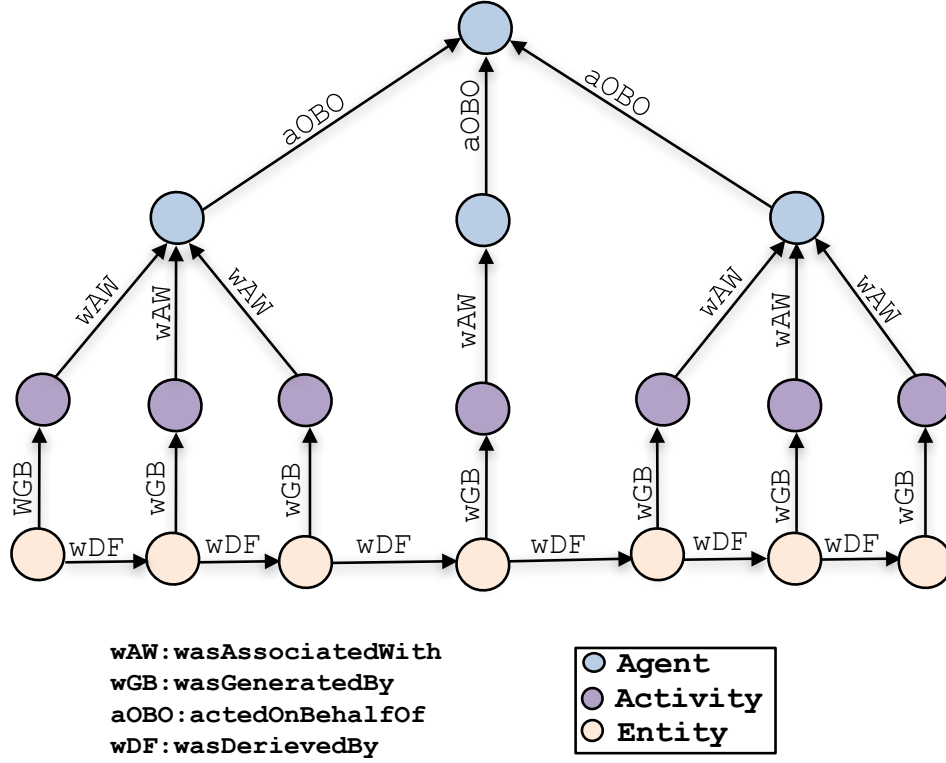 aOBO
aOBO
aOBO
wAW
wAW
wAW
wAW
wAW
wAW
wAW
WGB
wGB
wGB
wGB
wGB
wGB
wGB
wDF
wDF
wDF
wDF
wDF
wDF
wAW:wasAssociatedWith
wGB:wasGeneratedBy
aOBO:actedOnBehalfOf
wDF:wasDerievedBy
Agent
Activity
Entity